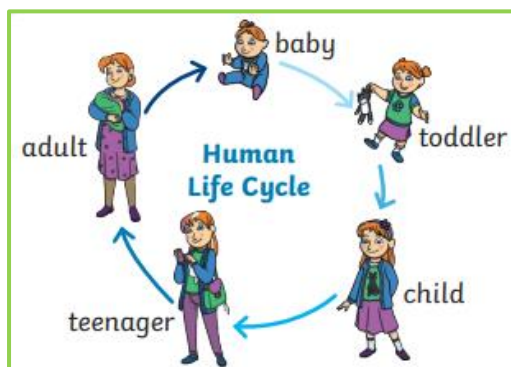 Human
Life Cycle
baby
toddler
child
teenager
adult